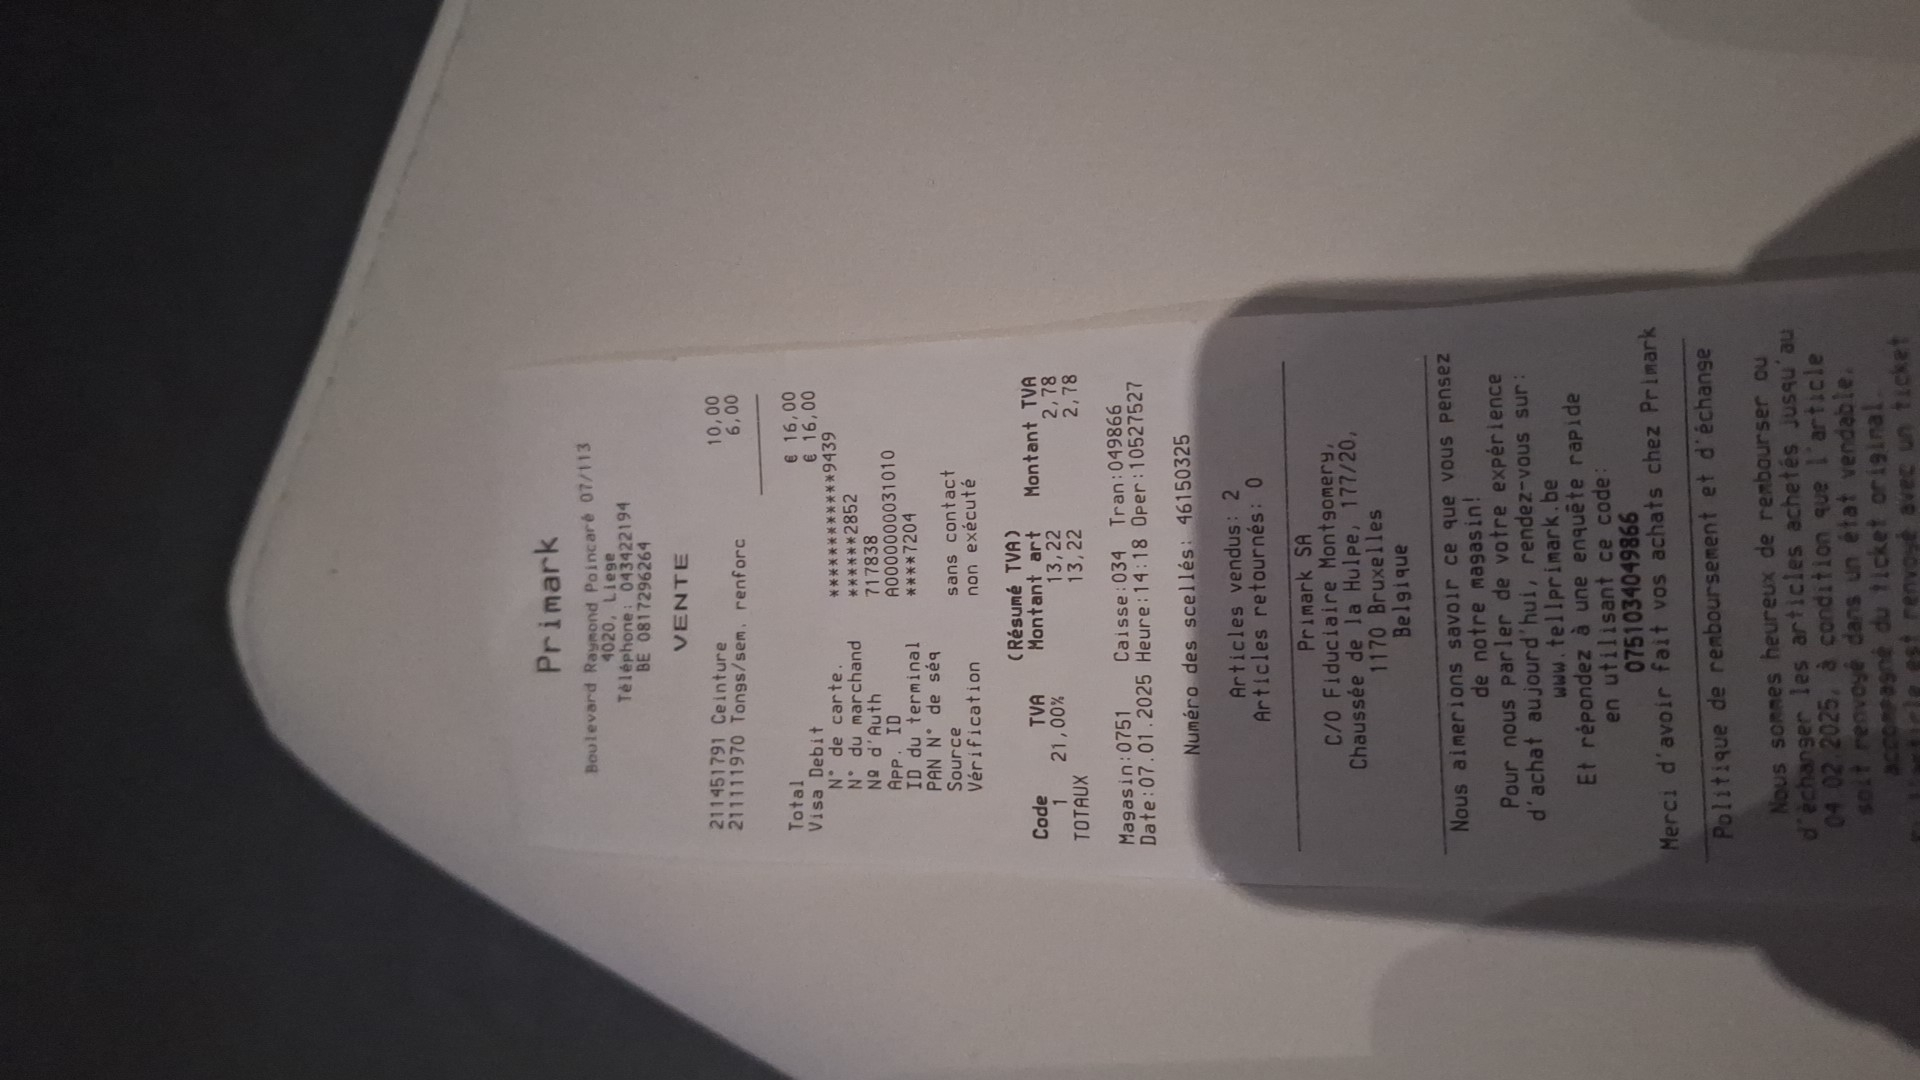 Primark
Boulevard Raymond Poincaré 07/113
4020, Liege
Téléphone: 043422194
BE 0817296264
VENTE
211451791 Ceinture 10,00
211111970 Tongs/sem. renforc 6,00
Total € 16,00
Visa Debit € 16,00
N° de carte. ************9439
N° du marchand ******2852
Nº d'Auth 717838
APP. ID A0000000031010
ID du terminal ****7204
PAN N° de séq
Source sans contact
Vérification non exécuté
(Résumé TVA)
Code TVA Montant art Montant TVA
1 21,00% 13,22 2,78
TOTAUX 13,22 2,78
Magasin:0751 Caisse:034 Tran:049866
Date:07.01.2025 Heure:14:18 Oper:10527527
Numéro des scellés: 46150325
Articles vendus: 2
Articles retournés: 0
Primark SA
C/O Fiduciaire Montgomery,
Chaussée de la Hulpe, 177/20,
1170 Bruxelles
Belgique
Nous aimerions savoir ce que vous pensez
de notre magasin!
Pour nous parler de votre expérience
d'achat aujourd'hui, rendez-vous sur:
www.tellprimark.be
Et répondez à une enquête rapide
en utilisant ce code:
0751034049866
Merci d'avoir fait vos achats chez Primark
Politique de remboursement et d'échange
Nous sommes heureux de rembourser ou
d'échanger les articles achetés jusqu'au
04.02.2025, à condition que l'article
soit renvoyé dans un état vendable,
accompagné du ticket original.
l'article est renvoyé avec un ticket